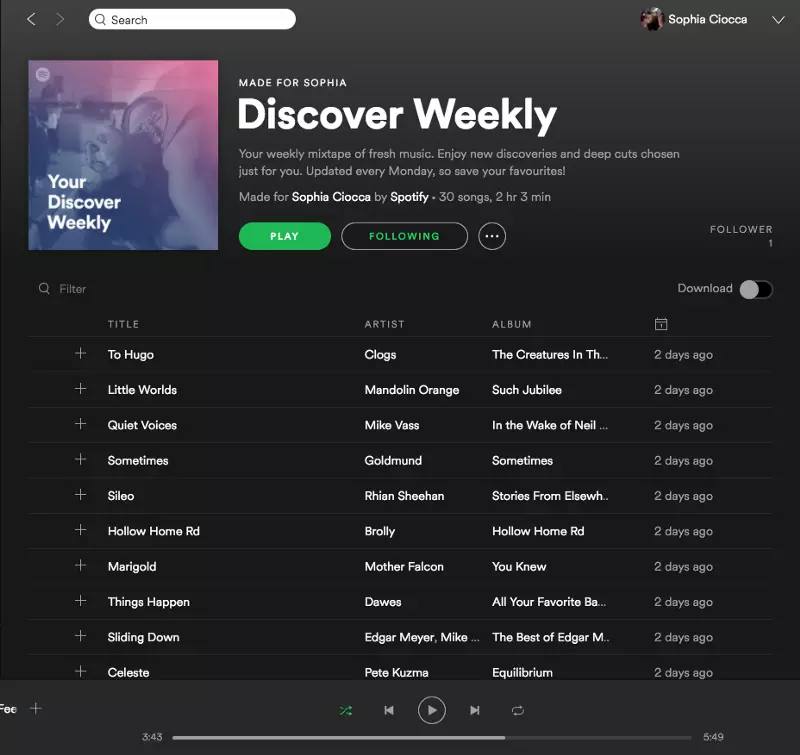 Search
Sophia Ciocca
MADE FOR SOPHIA
Discover Weekly
Your weekly mixtape of fresh music. Enjoy new discoveries and deep cuts chosen
just for you. Updated every Monday, so save your favourites!
Made for Sophia Ciocca by Spotify • 30 songs, 2 hr 3 min
Your
Discover
Weekly
PLAY FOLLOWING
FOLLOWER
1
Filter
Download
TITLE ARTIST ALBUM
To Hugo Clogs The Creatures In Th... 2 days ago
Little Worlds Mandolin Orange Such Jubilee 2 days ago
Quiet Voices Mike Vass In the Wake of Neil ... 2 days ago
Sometimes Goldmund Sometimes 2 days ago
Sileo Rhian Sheehan Stories From Elsewh.. 2 days ago
Hollow Home Rd Brolly Hollow Home Rd 2 days ago
Marigold Mother Falcon You Knew 2 days ago
Things Happen Dawes All Your Favorite Ba... 2 days ago
Sliding Down Edgar Meyer, Mike ... The Best of Edgar M.. 2 days ago
Celeste Pete Kuzma Equilibrium 2 days ago
Fee
3:43 5:49